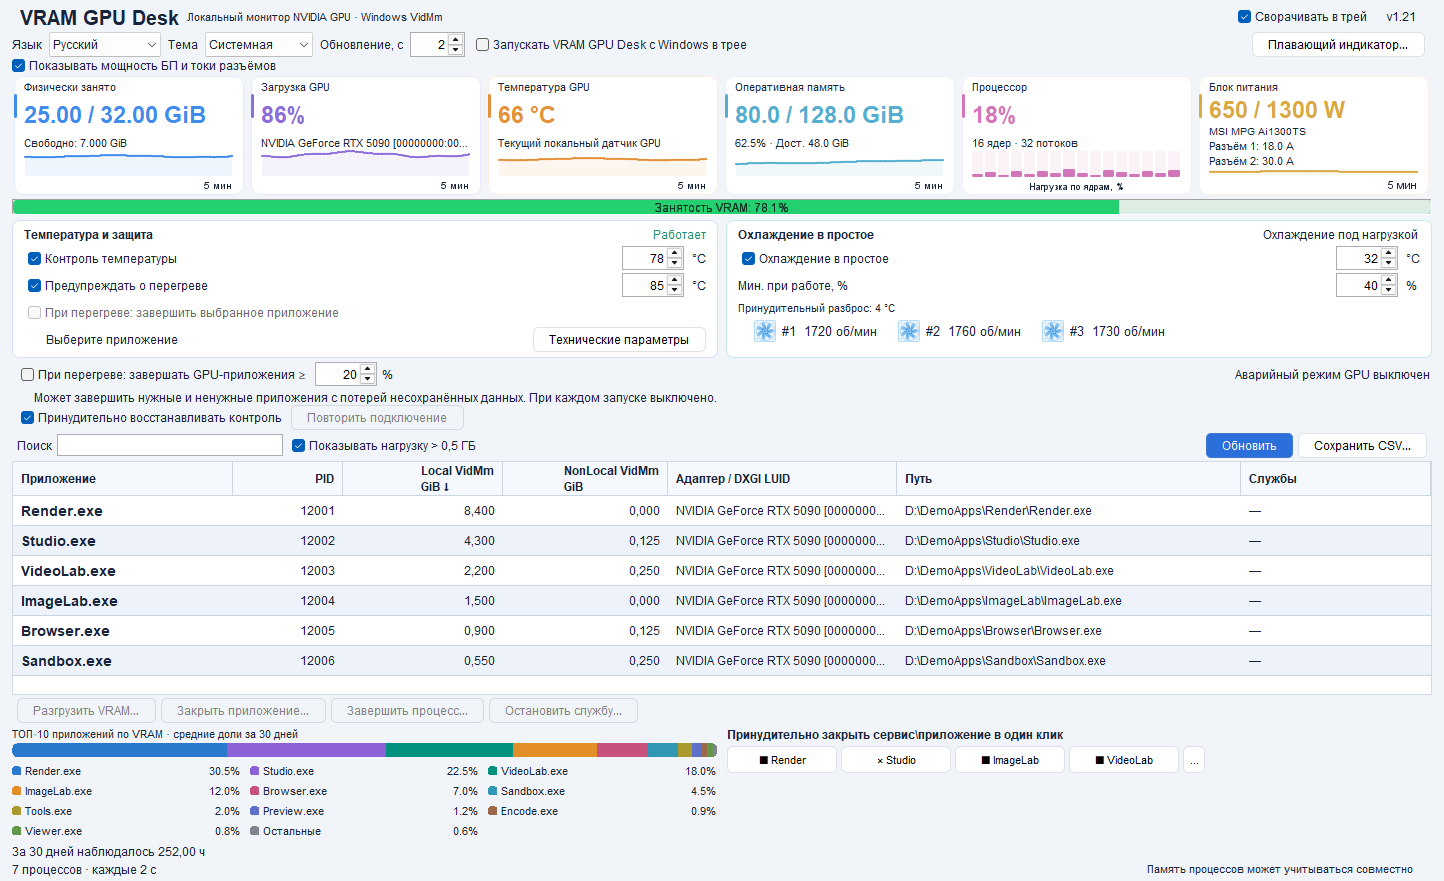 VRAM GPU Desk Локальный монитор NVIDIA GPU · Windows VidMm
Сворачивать в трей v1.21
Язык Русский Тема Системная Обновление, с 2 Запускать VRAM GPU Desk с Windows в трее
Плавающий индикатор...
Показывать мощность БП и токи разъёмов
Физически занято
25.00 / 32.00 GiB
Свободно: 7.000 GiB
5 мин
Загрузка GPU
86%
NVIDIA GeForce RTX 5090 [00000000:00...
5 мин
Температура GPU
66 °C
Текущий локальный датчик GPU
5 мин
Оперативная память
80.0 / 128.0 GiB
62.5% · Дост. 48.0 GiB
5 мин
Процессор
18%
16 ядер · 32 потоков
Нагрузка по ядрам, %
Блок питания
650 / 1300 W
MSI MPG Ai1300TS
Разъём 1: 18.0 A
Разъём 2: 30.0 A
5 мин
Занятость VRAM: 78.1%
Температура и защита Работает
Контроль температуры 78 °C
Предупреждать о перегреве 85 °C
При перегреве: завершить выбранное приложение
Выберите приложение Технические параметры
Охлаждение в простое Охлаждение под нагрузкой
Охлаждение в простое 32 °C
Мин. при работе, % 40 %
Принудительный разброс: 4 °C
#1 1720 об/мин #2 1760 об/мин #3 1730 об/мин
При перегреве: завершать GPU-приложения ≥ 20 %
Аварийный режим GPU выключен
Может завершить нужные и ненужные приложения с потерей несохранённых данных. При каждом запуске выключено.
Принудительно восстанавливать контроль Повторить подключение
Поиск Показывать нагрузку > 0,5 ГБ
Обновить Сохранить CSV...
Приложение PID Local VidMm GiB ↓ NonLocal VidMm GiB Адаптер / DXGI LUID Путь Службы
Render.exe 12001 8,400 0,000 NVIDIA GeForce RTX 5090 [0000000... D:\DemoApps\Render\Render.exe —
Studio.exe 12002 4,300 0,125 NVIDIA GeForce RTX 5090 [0000000... D:\DemoApps\Studio\Studio.exe —
VideoLab.exe 12003 2,200 0,250 NVIDIA GeForce RTX 5090 [0000000... D:\DemoApps\VideoLab\VideoLab.exe —
ImageLab.exe 12004 1,500 0,000 NVIDIA GeForce RTX 5090 [0000000... D:\DemoApps\ImageLab\ImageLab.exe —
Browser.exe 12005 0,900 0,125 NVIDIA GeForce RTX 5090 [0000000... D:\DemoApps\Browser\Browser.exe —
Sandbox.exe 12006 0,550 0,250 NVIDIA GeForce RTX 5090 [0000000... D:\DemoApps\Sandbox\Sandbox.exe —
Разгрузить VRAM... Закрыть приложение... Завершить процесс... Остановить службу...
ТОП-10 приложений по VRAM · средние доли за 30 дней
Render.exe 30.5% Studio.exe 22.5% VideoLab.exe 18.0%
ImageLab.exe 12.0% Browser.exe 7.0% Sandbox.exe 4.5%
Tools.exe 2.0% Preview.exe 1.2% Encode.exe 0.9%
Viewer.exe 0.8% Остальные 0.6%
За 30 дней наблюдалось 252,00 ч
7 процессов · каждые 2 с
Принудительно закрыть сервис\приложение в один клик
■ Render × Studio ■ ImageLab ■ VideoLab ...
Память процессов может учитываться совместно